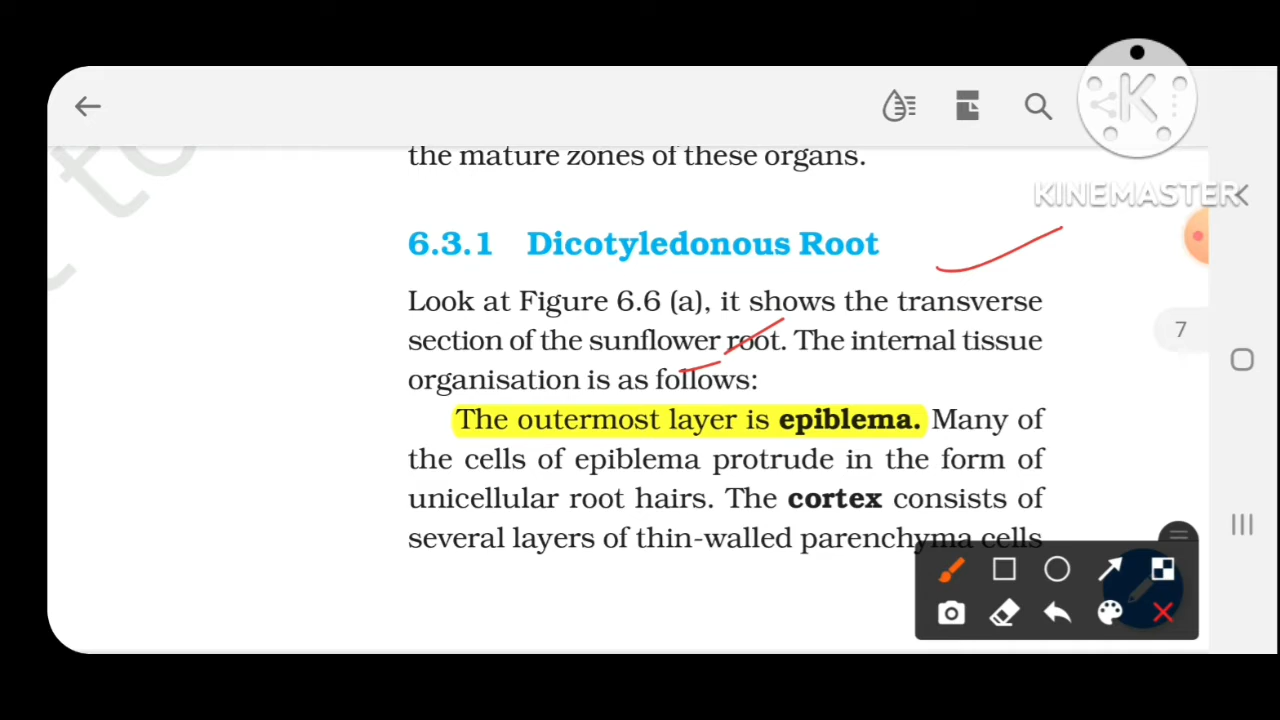 KINEMASTER
the mature zones of these organs.
6.3.1 Dicotyledonous Root
Look at Figure 6.6 (a), it shows the transverse
section of the sunflower root. The internal tissue
organisation is as follows:
The outermost layer is epiblema. Many of
the cells of epiblema protrude in the form of
unicellular root hairs. The cortex consists of
several layers of thin-walled parenchyma cells
7